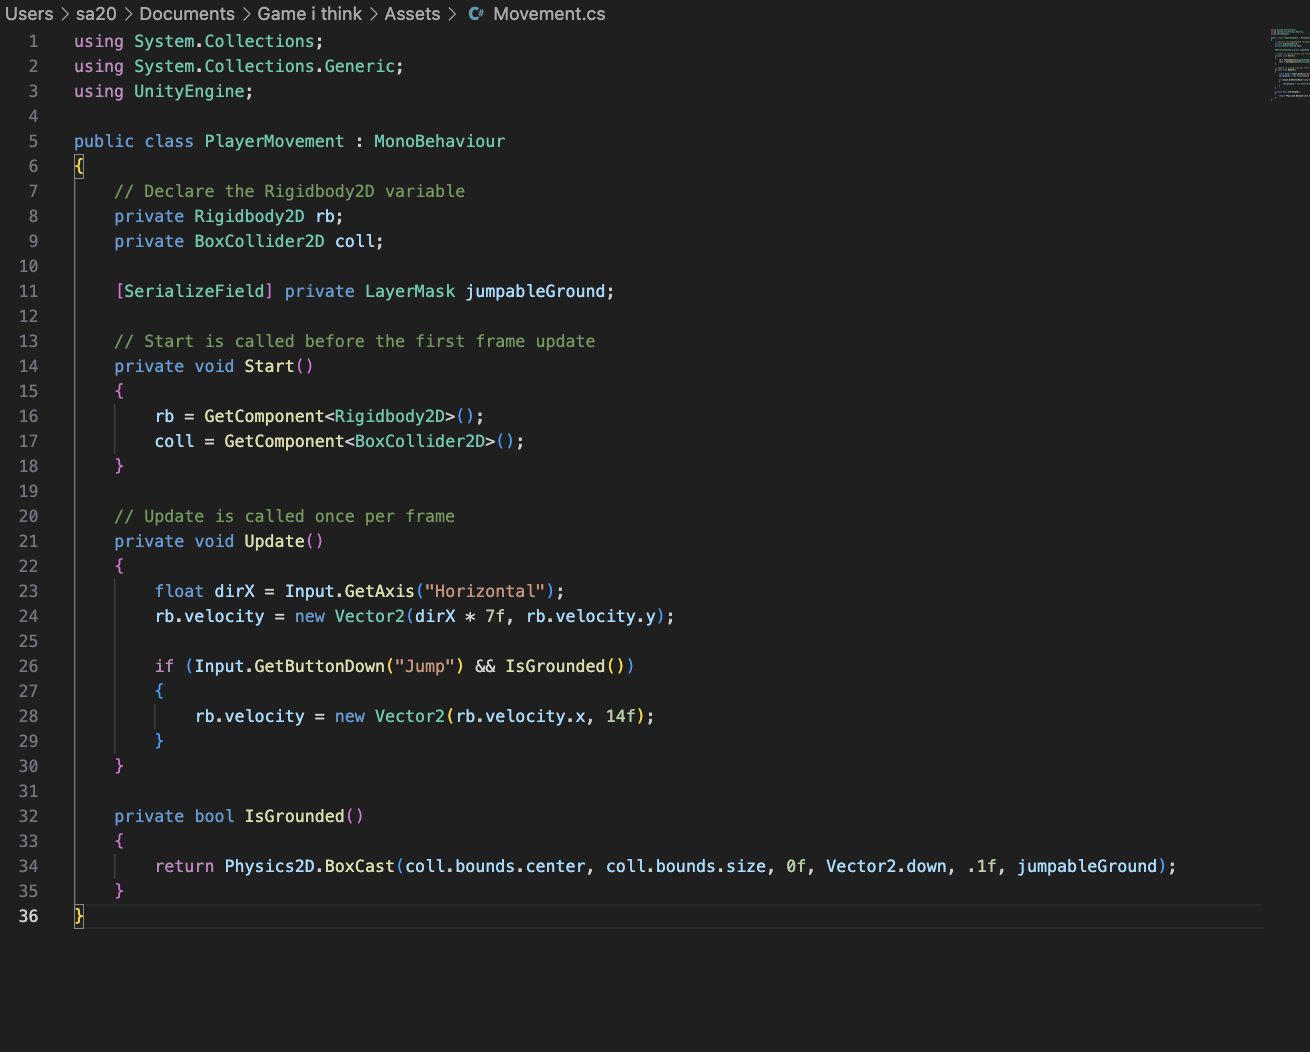 Users > sa20 > Documents > Game i think > Assets > C# Movement.cs
1 using System.Collections;
2 using System.Collections.Generic;
3 using UnityEngine;
4
5 public class PlayerMovement : MonoBehaviour
6 {
7     // Declare the Rigidbody2D variable
8     private Rigidbody2D rb;
9     private BoxCollider2D coll;
10
11     [SerializeField] private LayerMask jumpableGround;
12
13     // Start is called before the first frame update
14     private void Start()
15     {
16         rb = GetComponent<Rigidbody2D>();
17         coll = GetComponent<BoxCollider2D>();
18     }
19
20     // Update is called once per frame
21     private void Update()
22     {
23         float dirX = Input.GetAxis("Horizontal");
24         rb.velocity = new Vector2(dirX * 7f, rb.velocity.y);
25
26         if (Input.GetButtonDown("Jump") && IsGrounded())
27         {
28             rb.velocity = new Vector2(rb.velocity.x, 14f);
29         }
30     }
31
32     private bool IsGrounded()
33     {
34         return Physics2D.BoxCast(coll.bounds.center, coll.bounds.size, 0f, Vector2.down, .1f, jumpableGround);
35     }
36 }